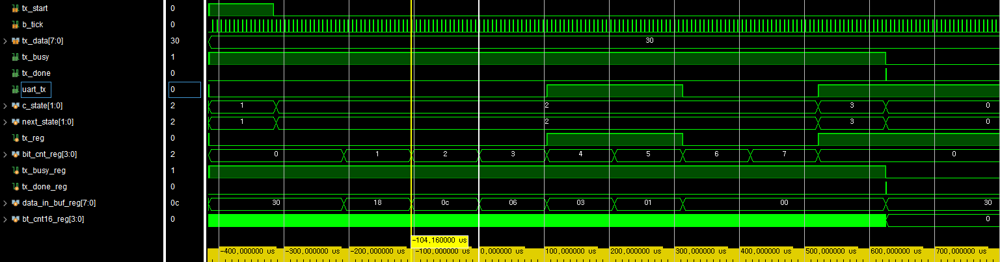 tx_start 0
b_tick 0
tx_data[7:0] 30 30
tx_busy 1
tx_done 0
uart_tx 0
c_state[1:0] 2 1 2 3 0
next_state[1:0] 2 1 2 3 0
tx_reg 0
bit_cnt_reg[3:0] 2 0 1 2 3 4 5 6 7 0
tx_busy_reg 1
tx_done_reg 0
data_in_buf_reg[7:0] 0c 30 18 0c 06 03 01 00 30
bt_cnt16_reg[3:0] 0 0
-104,160000 us
-400,000000 us -300,000000 us -200,000000 us -100,000000 us 0,000000 us 100,000000 us 200,000000 us 300,000000 us 400,000000 us 500,000000 us 600,000000 us 700,000000 us